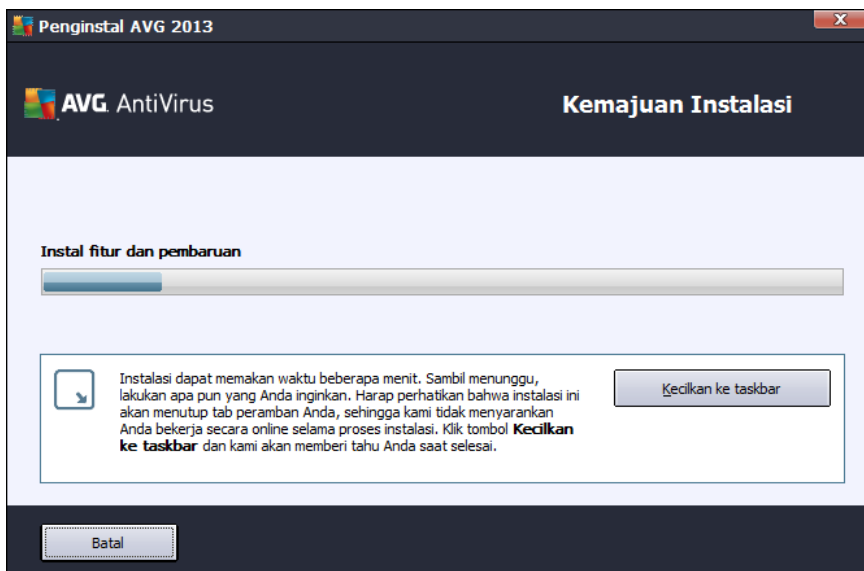 Penginstal AVG 2013
AVG. AntiVirus
Kemajuan Instalasi
Instal fitur dan pembaruan
Instalasi dapat memakan waktu beberapa menit. Sambil menunggu,
lakukan apa pun yang Anda inginkan. Harap perhatikan bahwa instalasi ini
akan menutup tab peramban Anda, sehingga kami tidak menyarankan
Anda bekerja secara online selama proses instalasi. Klik tombol Kecilkan
ke taskbar dan kami akan memberi tahu Anda saat selesai.
Kecilkan ke taskbar
Batal